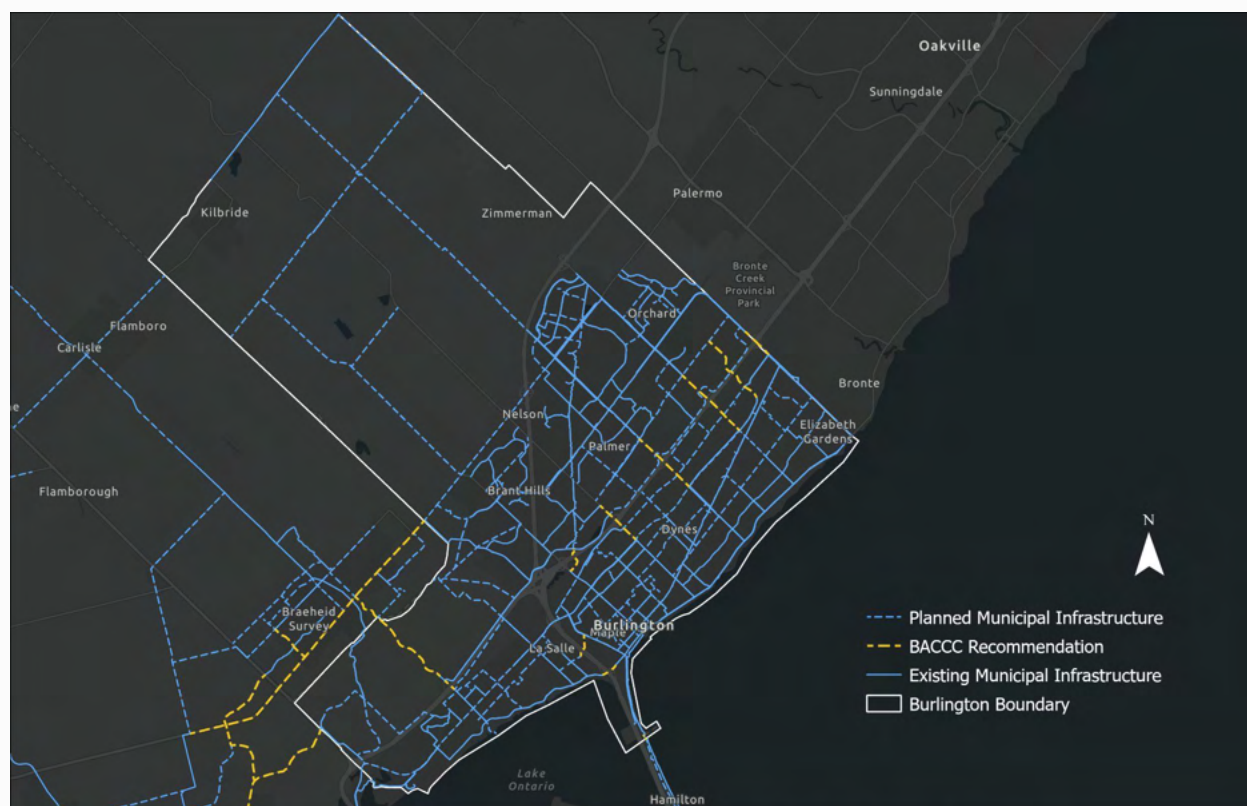 Oakville
Sunningdale
Palermo
Kilbride
Zimmerman
Bronte
Creek
Provincial
Park
Orchard
Flamboro
Carlisle
Bronte
ne
Nelson
Elizabeth
Gardens
Palmer
Flamborough
Brant Hills
Dynes
N
Braeheid
Survey
Burlington
Maple
La Salle
Planned Municipal Infrastructure
BACCC Recommendation
Existing Municipal Infrastructure
Burlington Boundary
Lake
Ontario
Hamilton